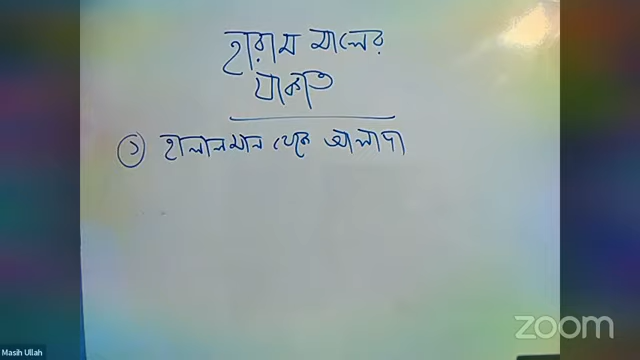 হারাম মালের
যাকাত
১ হালাল মাল থেকে আলাদা
zoom
Masih Ullah